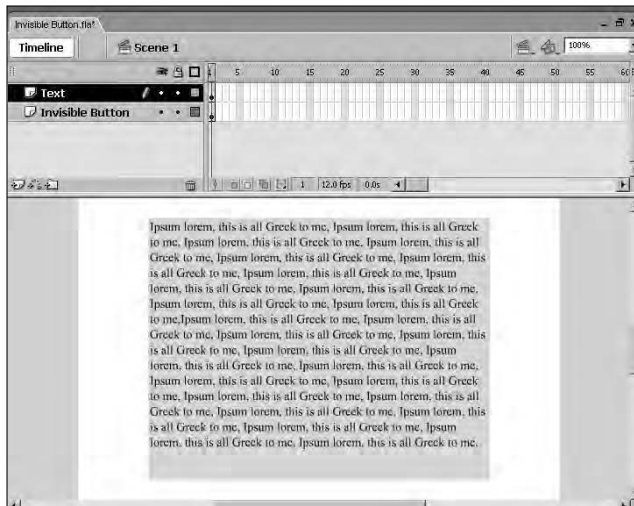 Invisible Button.fla*
Timeline Scene 1 100%
1 5 10 15 20 25 30 35 40 45 50 55 60
Text
Invisible Button
1 12.0 fps 0.0s
Ipsum lorem, this is all Greek to me, Ipsum lorem, this is all Greek
to me, Ipsum lorem, this is all Greek to me, Ipsum lorem, this is all
Greek to me, Ipsum lorem, this is all Greek to me, Ipsum lorem, this
is all Greek to me, Ipsum lorem, this is all Greek to me, Ipsum
lorem, this is all Greek to me, Ipsum lorem, this is all Greek to me,
Ipsum lorem, this is all Greek to me, Ipsum lorem, this is all Greek
to me,Ipsum lorem, this is all Greek to me, Ipsum lorem, this is all
Greek to me, Ipsum lorem, this is all Greek to me, Ipsum lorem, this
is all Greek to me, Ipsum lorem, this is all Greek to me, Ipsum
lorem, this is all Greek to me, Ipsum lorem, this is all Greek to me,
Ipsum lorem, this is all Greek to me, Ipsum lorem, this is all Greek
to me, Ipsum lorem, this is all Greek to me, Ipsum lorem, this is all
Greek to me, Ipsum lorem, this is all Greek to me, Ipsum lorem, this
is all Greek to me, Ipsum lorem, this is all Greek to me, Ipsum
lorem, this is all Greek to me, Ipsum lorem, this is all Greek to me,